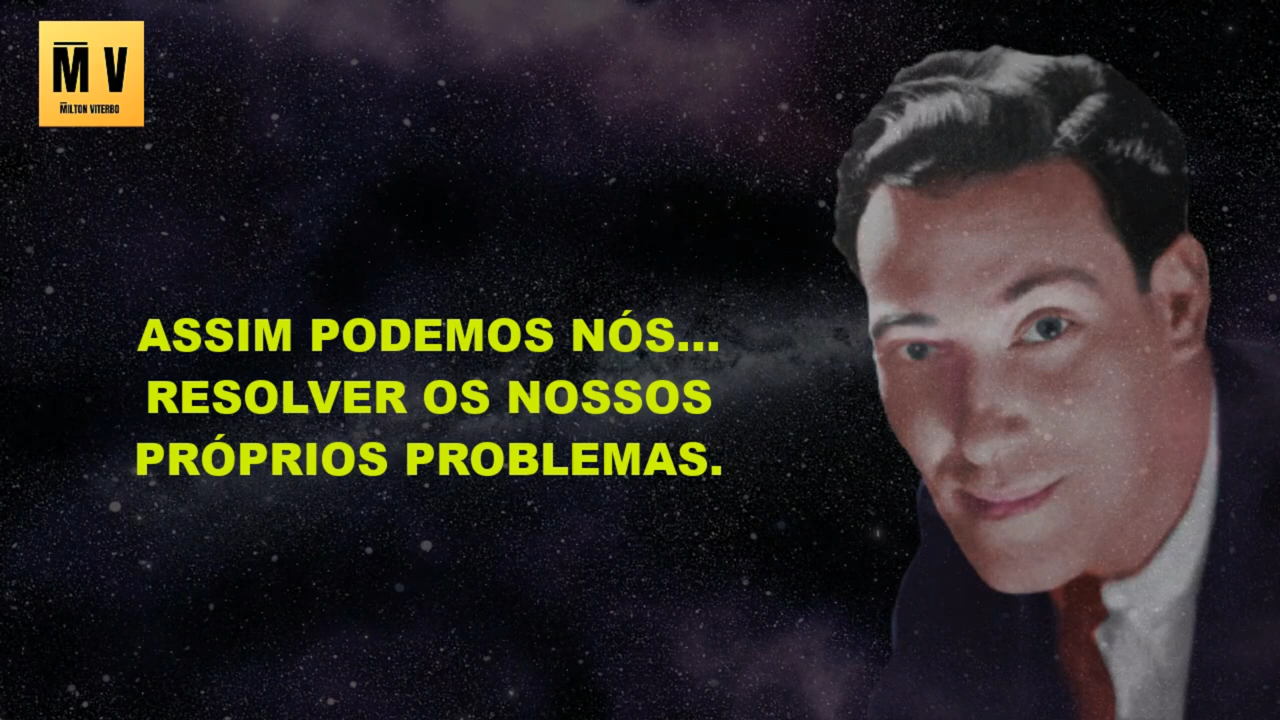 M V
MILTON VITERBO
ASSIM PODEMOS NÓS...
RESOLVER OS NOSSOS
PRÓPRIOS PROBLEMAS.